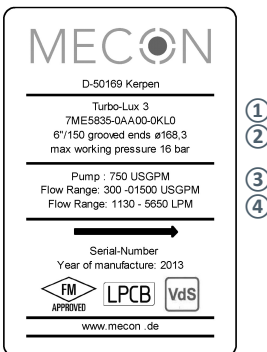 MECON
D-50169 Kerpen
Turbo-Lux 3
7ME5835-0AA00-0KL0
6"/150 grooved ends ø168,3
max working pressure 16 bar
Pump : 750 USGPM
Flow Range: 300 -01500 USGPM
Flow Range: 1130 - 5650 LPM
Serial-Number
Year of manufacture: 2013
FM
APPROVED
LPCB
VdS
www.mecon .de
1
2
3
4